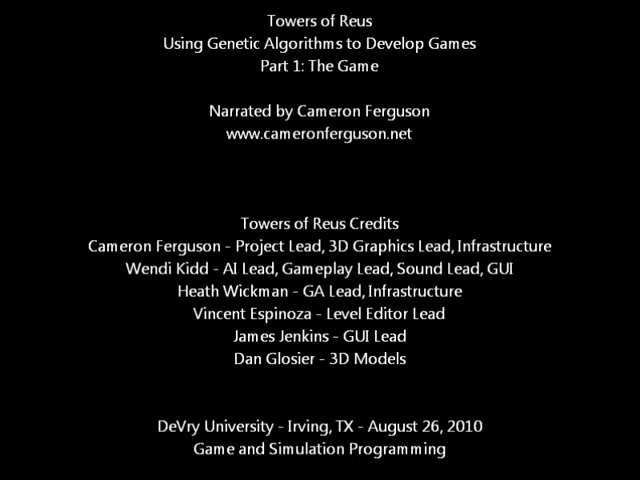 Towers of Reus
Using Genetic Algorithms to Develop Games
Part 1: The Game
Narrated by Cameron Ferguson
www.cameronferguson.net
Towers of Reus Credits
Cameron Ferguson - Project Lead, 3D Graphics Lead, Infrastructure
Wendi Kidd - AI Lead, Gameplay Lead, Sound Lead, GUI
Heath Wickman - GA Lead, Infrastructure
Vincent Espinoza - Level Editor Lead
James Jenkins - GUI Lead
Dan Glosier - 3D Models
DeVry University - Irving, TX - August 26, 2010
Game and Simulation Programming